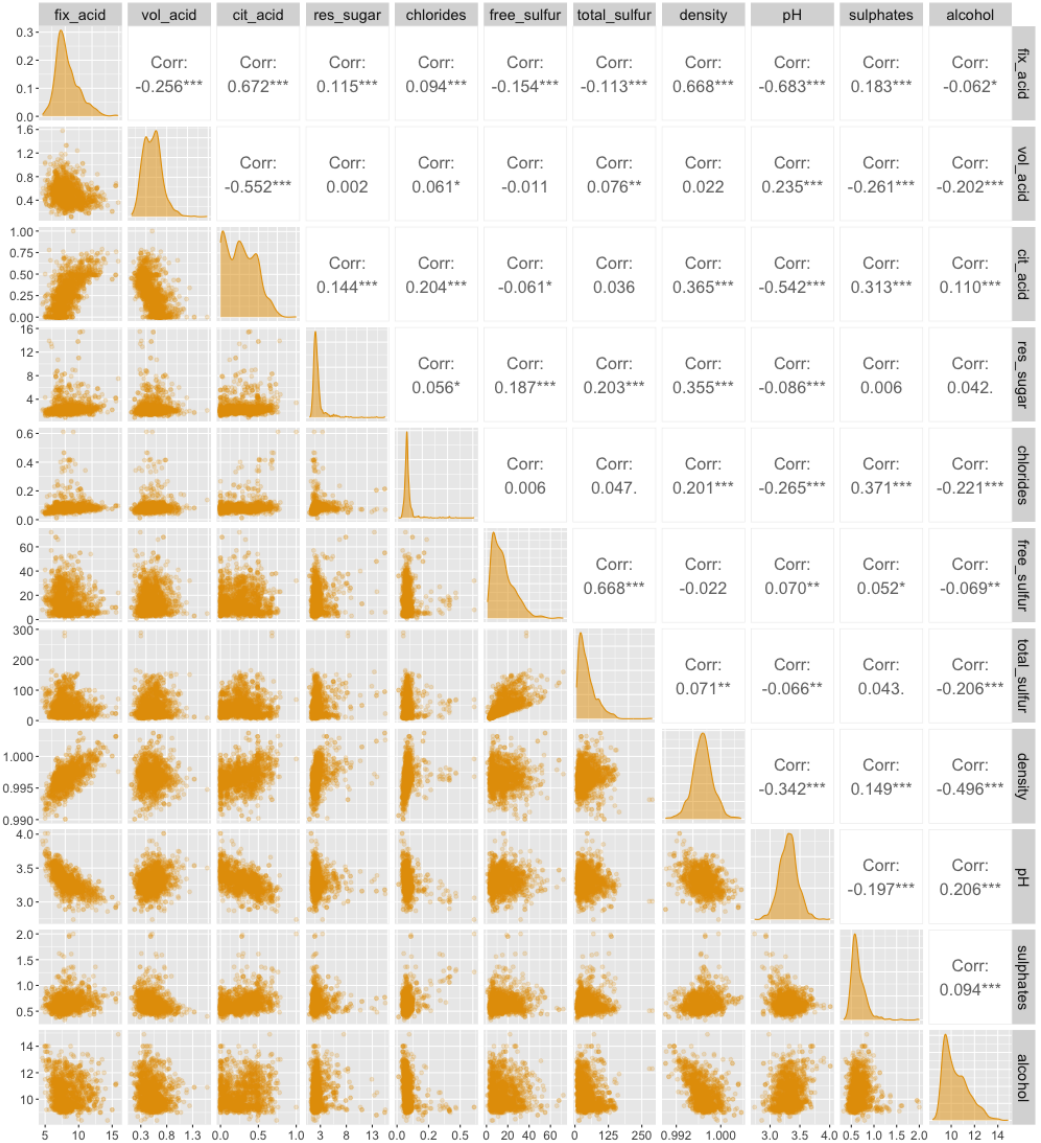 fix_acid vol_acid cit_acid res_sugar chlorides free_sulfur total_sulfur density pH sulphates alcohol
0.3
0.2
0.1
0.0
Corr: Corr: Corr: Corr: Corr: Corr: Corr: Corr: Corr: Corr:
-0.256*** 0.672*** 0.115*** 0.094*** -0.154*** -0.113*** 0.668*** -0.683*** 0.183*** -0.062*
fix_acid
1.6
1.2
0.8
0.4
Corr: Corr: Corr: Corr: Corr: Corr: Corr: Corr: Corr:
-0.552*** 0.002 0.061* -0.011 0.076** 0.022 0.235*** -0.261*** -0.202***
vol_acid
1.00
0.75
0.50
0.25
0.00
Corr: Corr: Corr: Corr: Corr: Corr: Corr: Corr:
0.144*** 0.204*** -0.061* 0.036 0.365*** -0.542*** 0.313*** 0.110***
cit_acid
16
12
8
4
Corr: Corr: Corr: Corr: Corr: Corr: Corr:
0.056* 0.187*** 0.203*** 0.355*** -0.086*** 0.006 0.042.
res_sugar
0.6
0.4
0.2
0.0
Corr: Corr: Corr: Corr: Corr: Corr:
0.006 0.047. 0.201*** -0.265*** 0.371*** -0.221***
chlorides
60
40
20
0
Corr: Corr: Corr: Corr: Corr:
0.668*** -0.022 0.070** 0.052* -0.069**
free_sulfur
300
200
150
50
0
Corr: Corr: Corr: Corr:
0.071** -0.066** 0.043. -0.206***
total_sulfur
1.000
0.995
0.990
Corr: Corr: Corr:
-0.342*** 0.149*** -0.496***
density
4.0
3.5
3.0
Corr: Corr:
-0.197*** 0.206***
pH
2.0
1.5
1.0
0.5
Corr:
0.094***
sulphates
14
12
10
alcohol
5 10 15 0.3 0.8 1.3 0.0 0.5 1.0 3 8 13 0.0 0.2 0.5 0 20 40 60 0 125 250 0.992 1.000 3.0 3.5 4.0 0.5 1.2 2.0 10 12 14